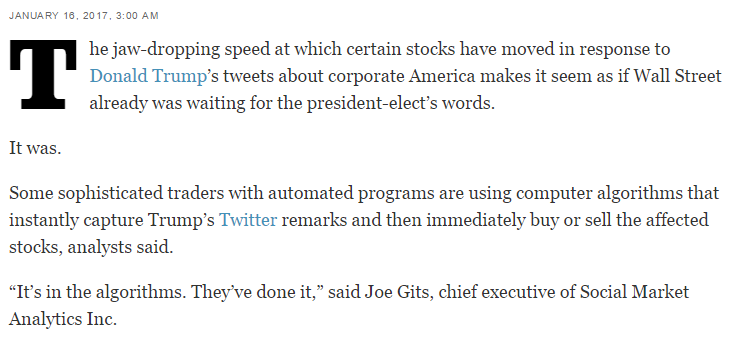 JANUARY 16, 2017, 3:00 AM
The jaw-dropping speed at which certain stocks have moved in response to
Donald Trump’s tweets about corporate America makes it seem as if Wall Street
already was waiting for the president-elect’s words.
It was.
Some sophisticated traders with automated programs are using computer algorithms that
instantly capture Trump’s Twitter remarks and then immediately buy or sell the affected
stocks, analysts said.
“It’s in the algorithms. They’ve done it,” said Joe Gits, chief executive of Social Market
Analytics Inc.